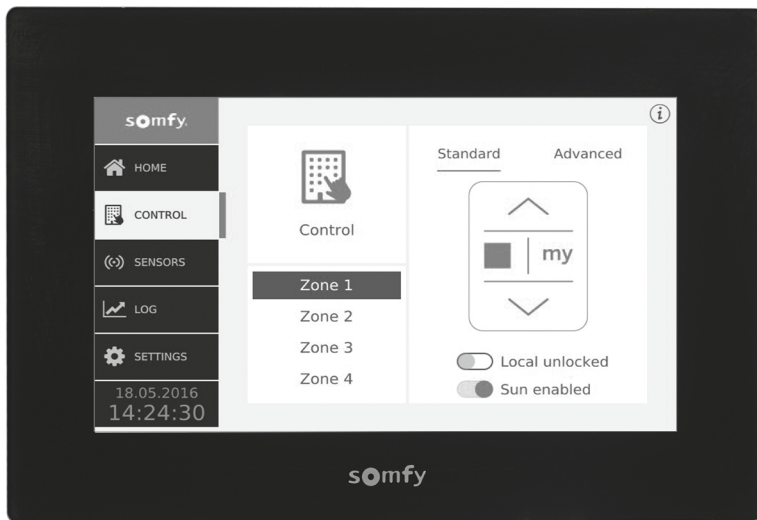 somfy.
HOME
CONTROL
SENSORS
LOG
SETTINGS
18.05.2016
14:24:30
Control
Zone 1
Zone 2
Zone 3
Zone 4
i
Standard
Advanced
my
Local unlocked
Sun enabled
somfy